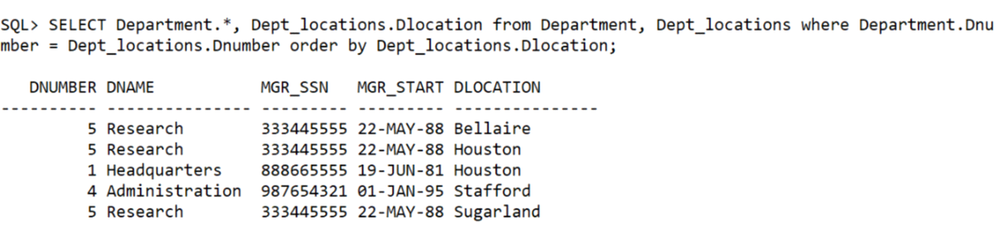 SQL> SELECT Department.*, Dept_locations.Dlocation from Department, Dept_locations where Department.Dnu
mber = Dept_locations.Dnumber order by Dept_locations.Dlocation;
   DNUMBER DNAME           MGR_SSN   MGR_START DLOCATION
---------- --------------- --------- --------- ---------------
         5 Research        333445555 22-MAY-88 Bellaire
         5 Research        333445555 22-MAY-88 Houston
         1 Headquarters    888665555 19-JUN-81 Houston
         4 Administration  987654321 01-JAN-95 Stafford
         5 Research        333445555 22-MAY-88 Sugarland